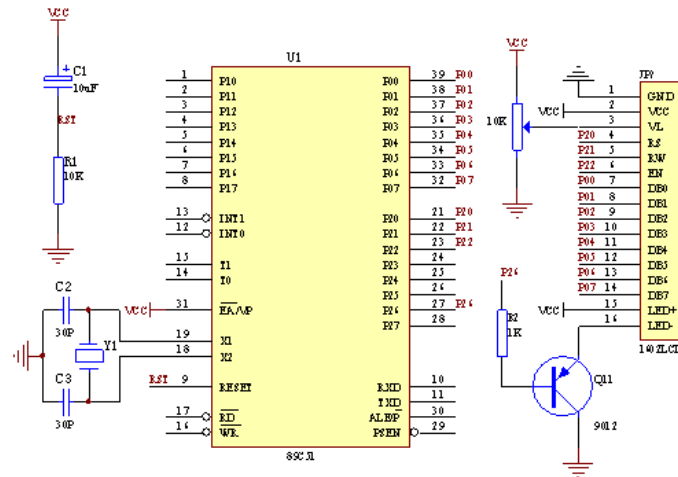 VCC
C1
10uF
RST
R1
10K
C2
30P
Y1
C3
30P
U1
1 P10 P00 39 P00
2 P11 P01 38 P01
3 P12 P02 37 P02
4 P13 P03 36 P03
5 P14 P04 35 P04
6 P15 P05 34 P05
7 P16 P06 33 P06
8 P17 P07 32 P07
13 INT1 P20 21 P20
12 INT0 P21 22 P21
P22 23 P22
15 T1 P23 24
14 T0 P24 25
P25 26
VCC 31 EA/VP P26 27 P26
P27 28
19 X1
18 X2
RST 9 RESET RXD 10
TXD 11
17 RD ALE/P 30
16 WR PSEN 29
89C51
VCC
10K
JP?
1 GND
VCC 2 VCC
3 VL
P20 4 RS
P21 5 RW
P22 6 EN
P00 7 DB0
P01 8 DB1
P02 9 DB2
P03 10 DB3
P04 11 DB4
P05 12 DB5
P06 13 DB6
P07 14 DB7
VCC 15 LED+
16 LED-
1602LCD
P26
R2
1K
Q11
9012